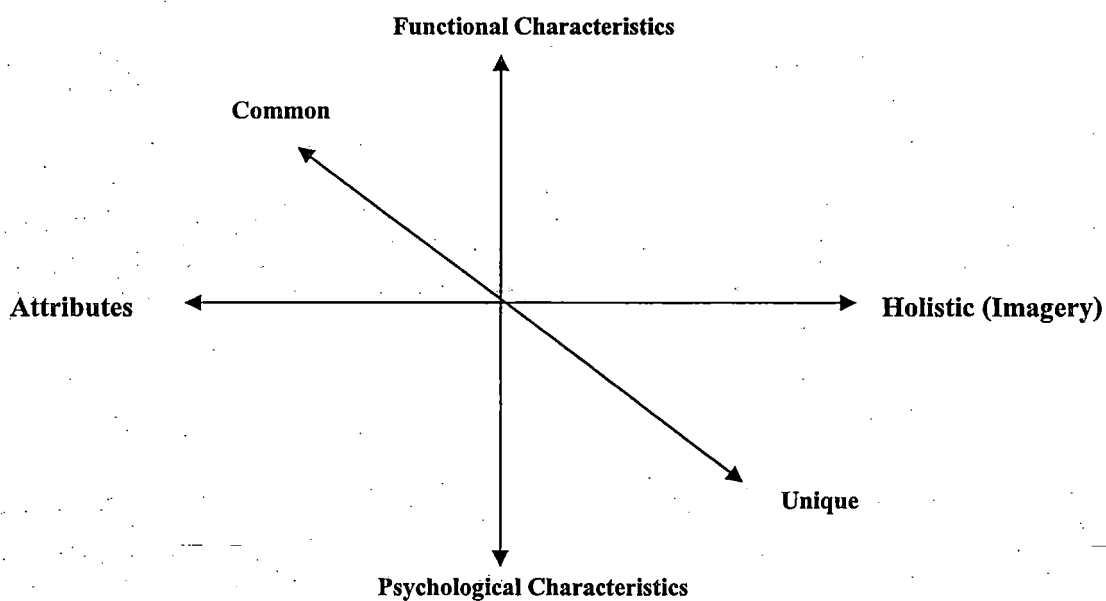 Functional Characteristics
Common
Attributes
Holistic (Imagery)
Unique
Psychological Characteristics